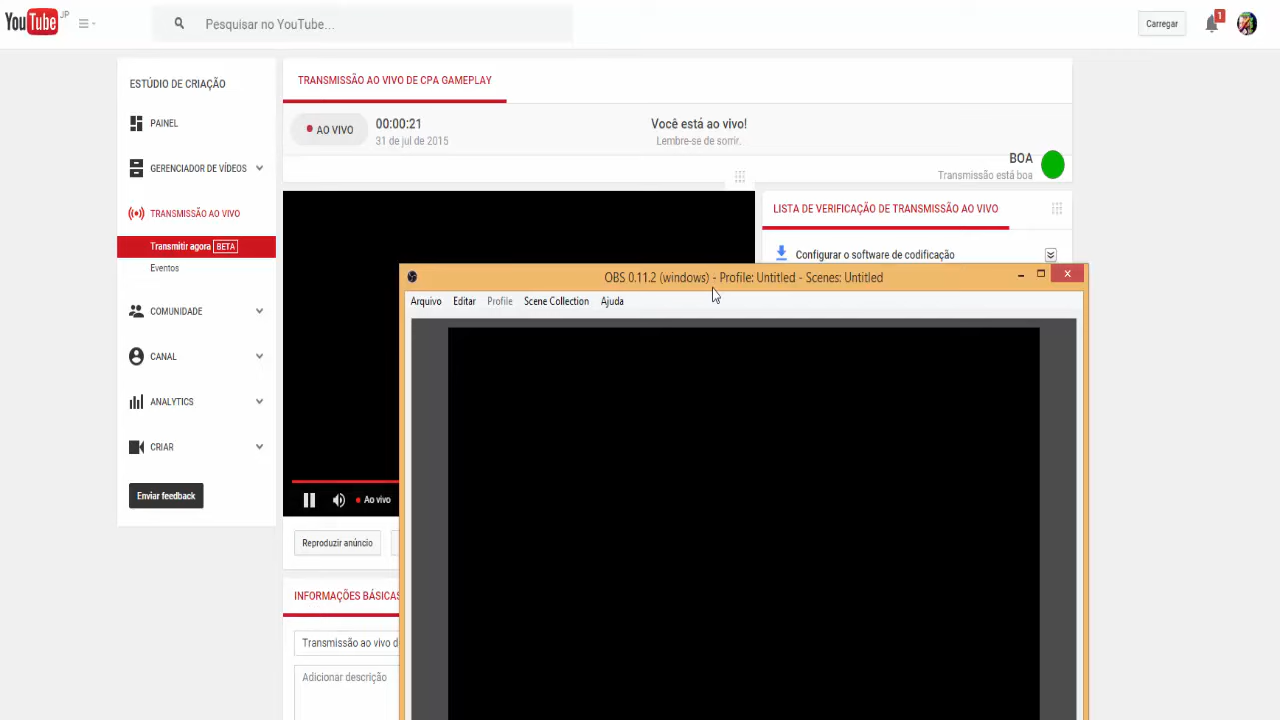 YouTube JP
Pesquisar no YouTube...
Carregar
1
ESTÚDIO DE CRIAÇÃO
PAINEL
GERENCIADOR DE VÍDEOS
TRANSMISSÃO AO VIVO
Transmitir agora BETA
Eventos
COMUNIDADE
CANAL
ANALYTICS
CRIAR
Enviar feedback
TRANSMISSÃO AO VIVO DE CPA GAMEPLAY
AO VIVO
00:00:21
31 de jul de 2015
Você está ao vivo!
Lembre-se de sorrir.
BOA
Transmissão está boa
LISTA DE VERIFICAÇÃO DE TRANSMISSÃO AO VIVO
Configurar o software de codificação
OBS 0.11.2 (windows) - Profile: Untitled - Scenes: Untitled
Arquivo Editar Profile Scene Collection Ajuda
Ao vivo
Reproduzir anúncio
INFORMAÇÕES BÁSICAS
Transmissão ao vivo d
Adicionar descrição